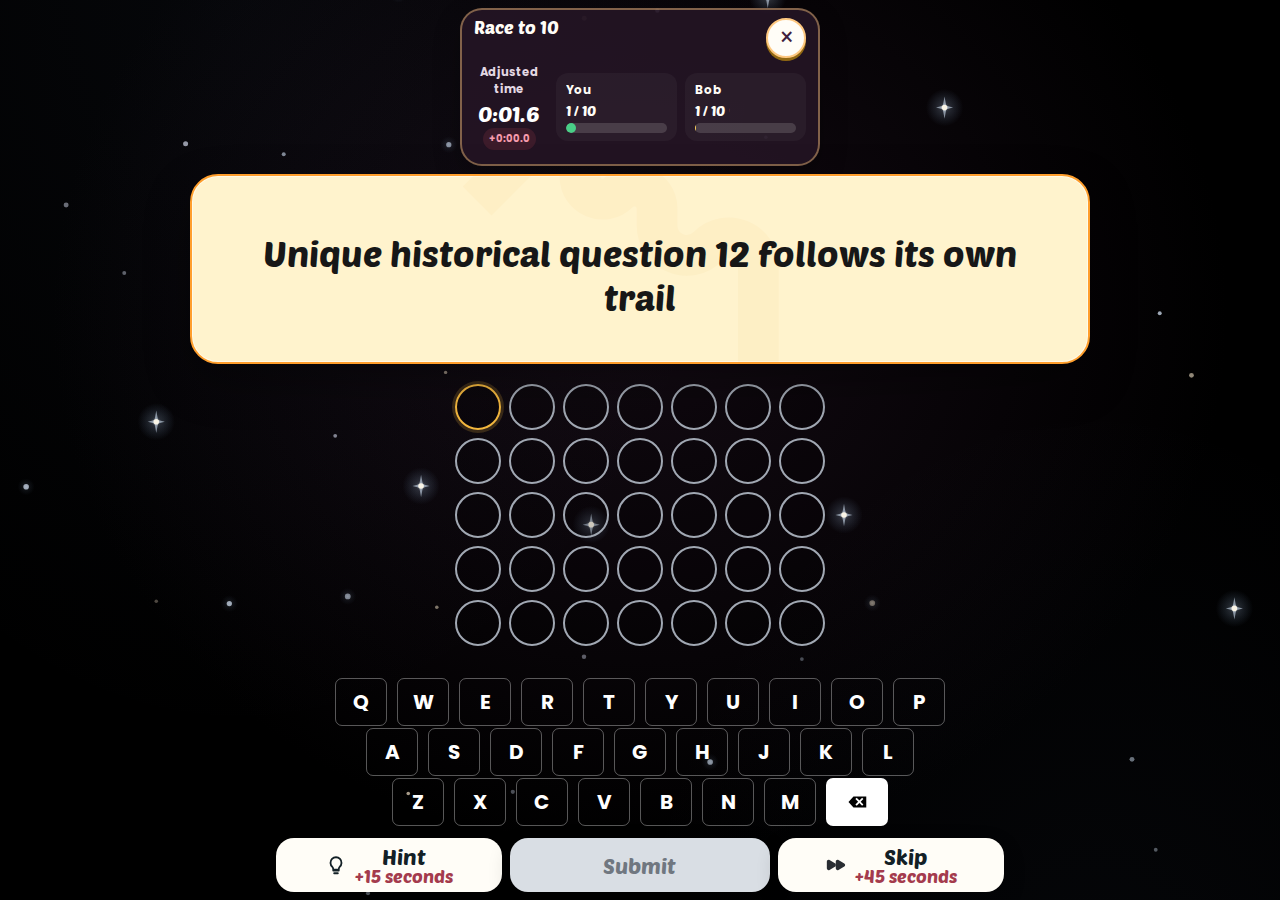 Race to 10
×
Adjusted time
0:01.6
+0:00.0
You
1 / 10
Bob
1 / 10
Unique historical question 12 follows its own
trail
Q W E R T Y U I O P
A S D F G H J K L
Z X C V B N M
Hint
+15 seconds
Submit
Skip
+45 seconds